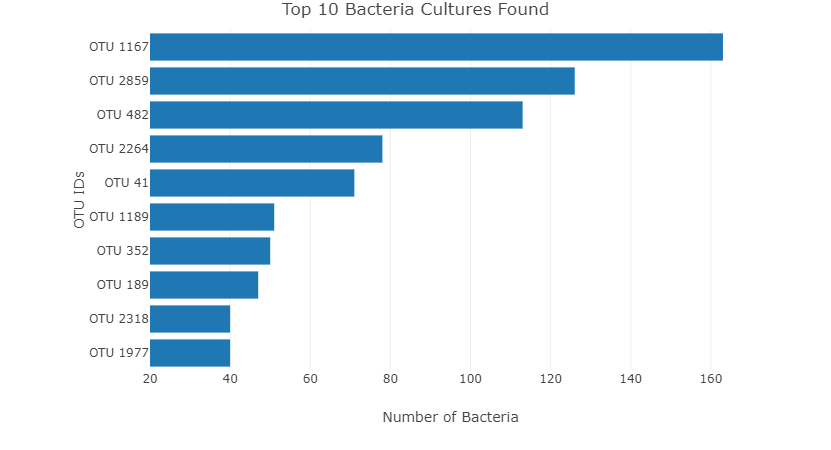 Top 10 Bacteria Cultures Found
OTU IDs
OTU 1167
OTU 2859
OTU 482
OTU 2264
OTU 41
OTU 1189
OTU 352
OTU 189
OTU 2318
OTU 1977
20 40 60 80 100 120 140 160
Number of Bacteria